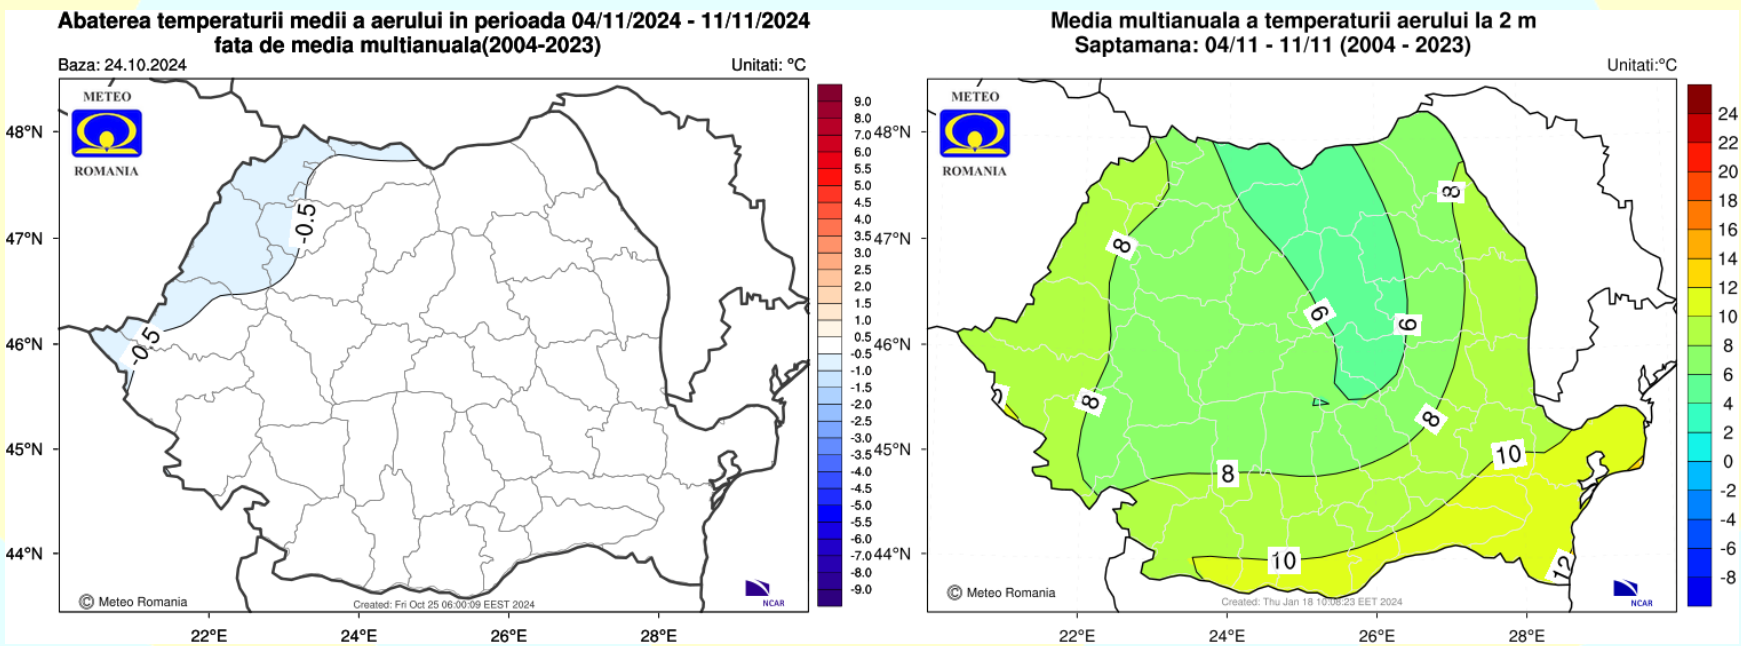 Abaterea temperaturii medii a aerului in perioada 04/11/2024 - 11/11/2024
fata de media multianuala(2004-2023)
Baza: 24.10.2024
Unitati: °C
METEO
ROMANIA
48°N
47°N
46°N
45°N
44°N
-0.5
-0.5
9.0
8.0
7.0
6.0
5.5
5.0
4.5
4.0
3.5
3.0
2.5
2.0
1.5
1.0
0.5
-0.5
-1.0
-1.5
-2.0
-2.5
-3.0
-3.5
-4.0
-4.5
-5.0
-5.5
-6.0
-7.0
-8.0
-9.0
© Meteo Romania
Created: Fri Oct 25 06:00:09 EEST 2024
NCAR
22°E
24°E
26°E
28°E
Media multianuala a temperaturii aerului la 2 m
Saptamana: 04/11 - 11/11 (2004 - 2023)
Unitati:°C
METEO
ROMANIA
48°N
47°N
46°N
45°N
44°N
8
8
6
6
8
8
8
10
10
12
24
22
20
18
16
14
12
10
8
6
4
2
0
-2
-4
-6
-8
© Meteo Romania
Created: Thu Jan 18 10:08:23 EET 2024
NCAR
22°E
24°E
26°E
28°E